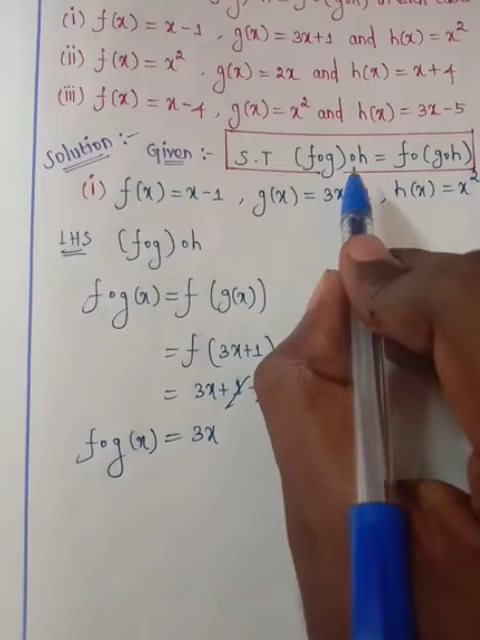 (i) f(x) = x-1 , g(x) = 3x+1 and h(x) = x²
(ii) f(x) = x² , g(x) = 2x and h(x) = x+4
(iii) f(x) = x-4 , g(x) = x² and h(x) = 3x-5
Solution:- Given:- S.T (fog)oh = fo(goh)
(i) f(x) = x-1 , g(x) = 3x , h(x) = x²
LHS (fog)oh
fog(x) = f(g(x))
= f(3x+1)
= 3x+1
fog(x) = 3x